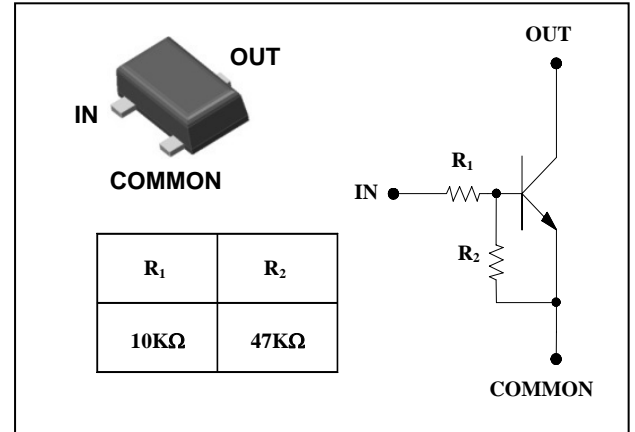 OUT
IN
COMMON
R₁ R₂
10KΩ 47KΩ
OUT
R₁
IN
R₂
COMMON